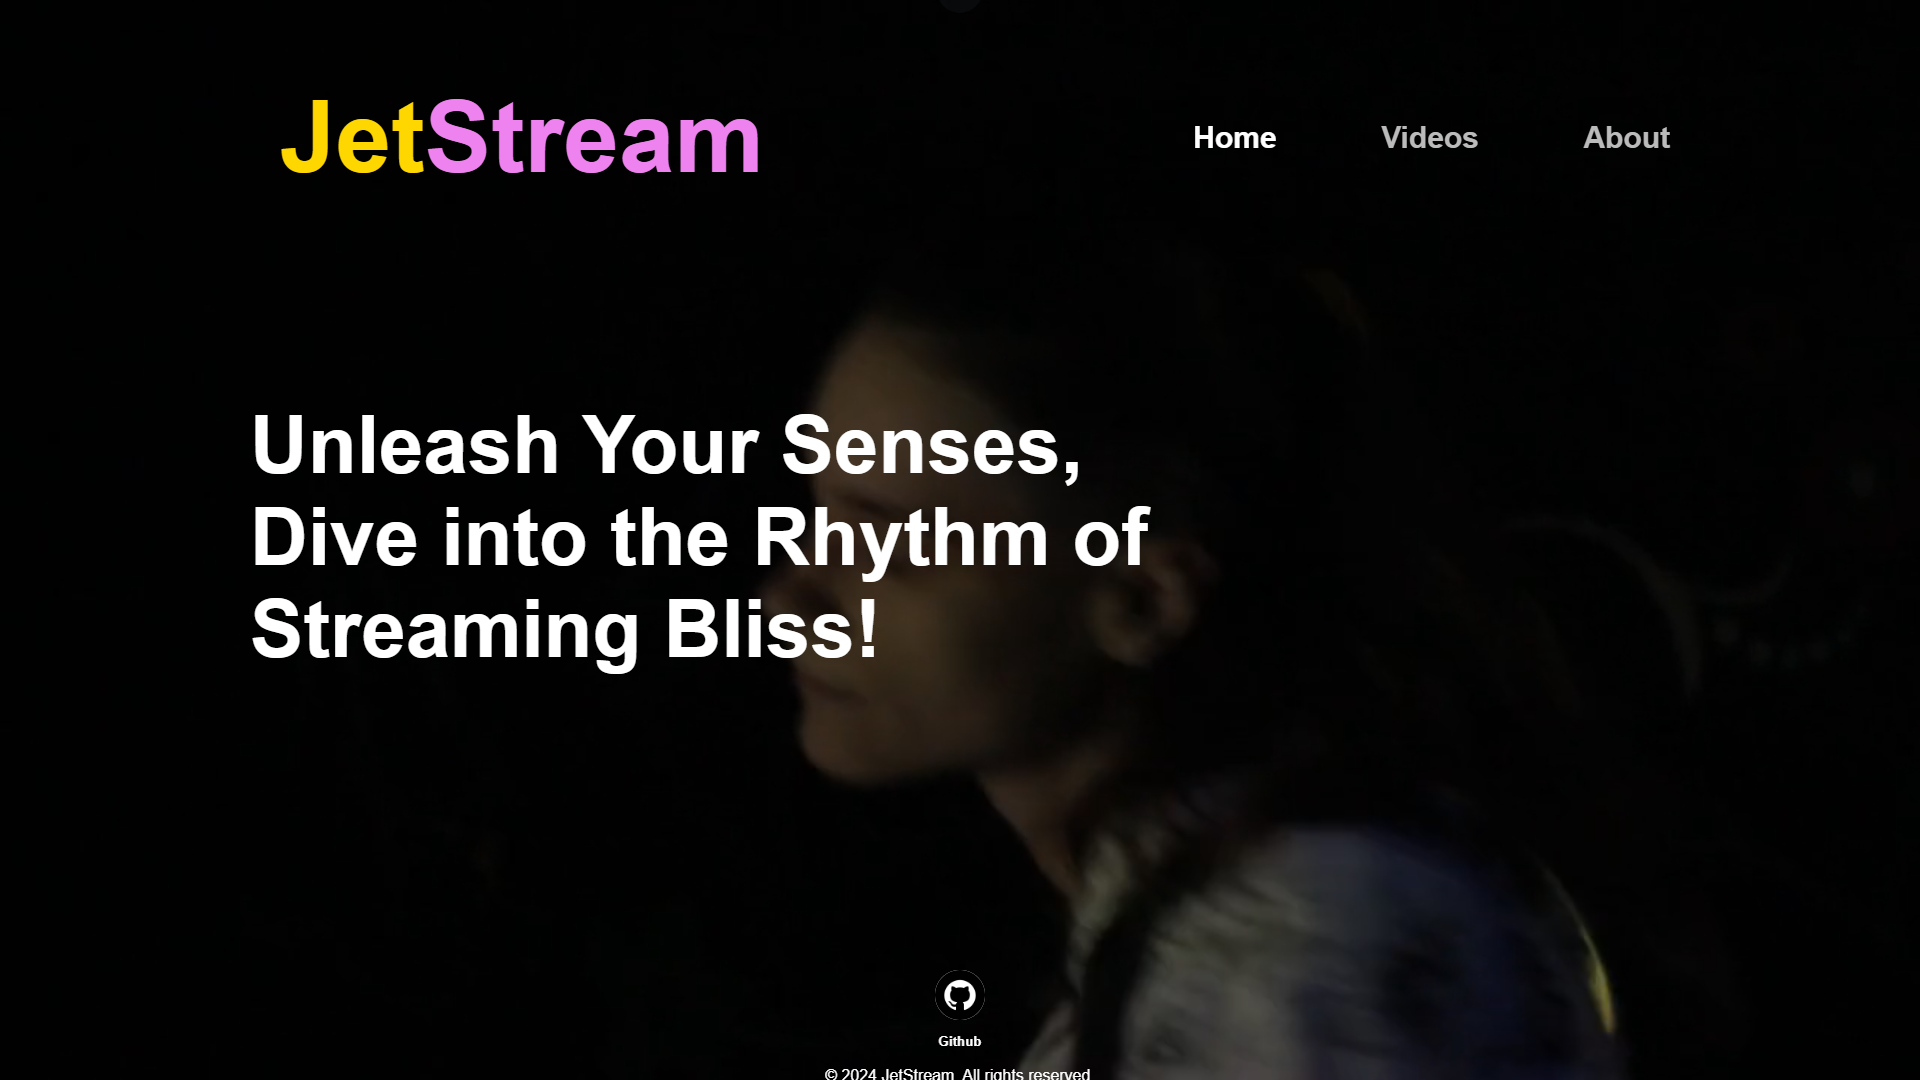 JetStream
Home Videos About
Unleash Your Senses,
Dive into the Rhythm of
Streaming Bliss!
Github
© 2024 JetStream. All rights reserved